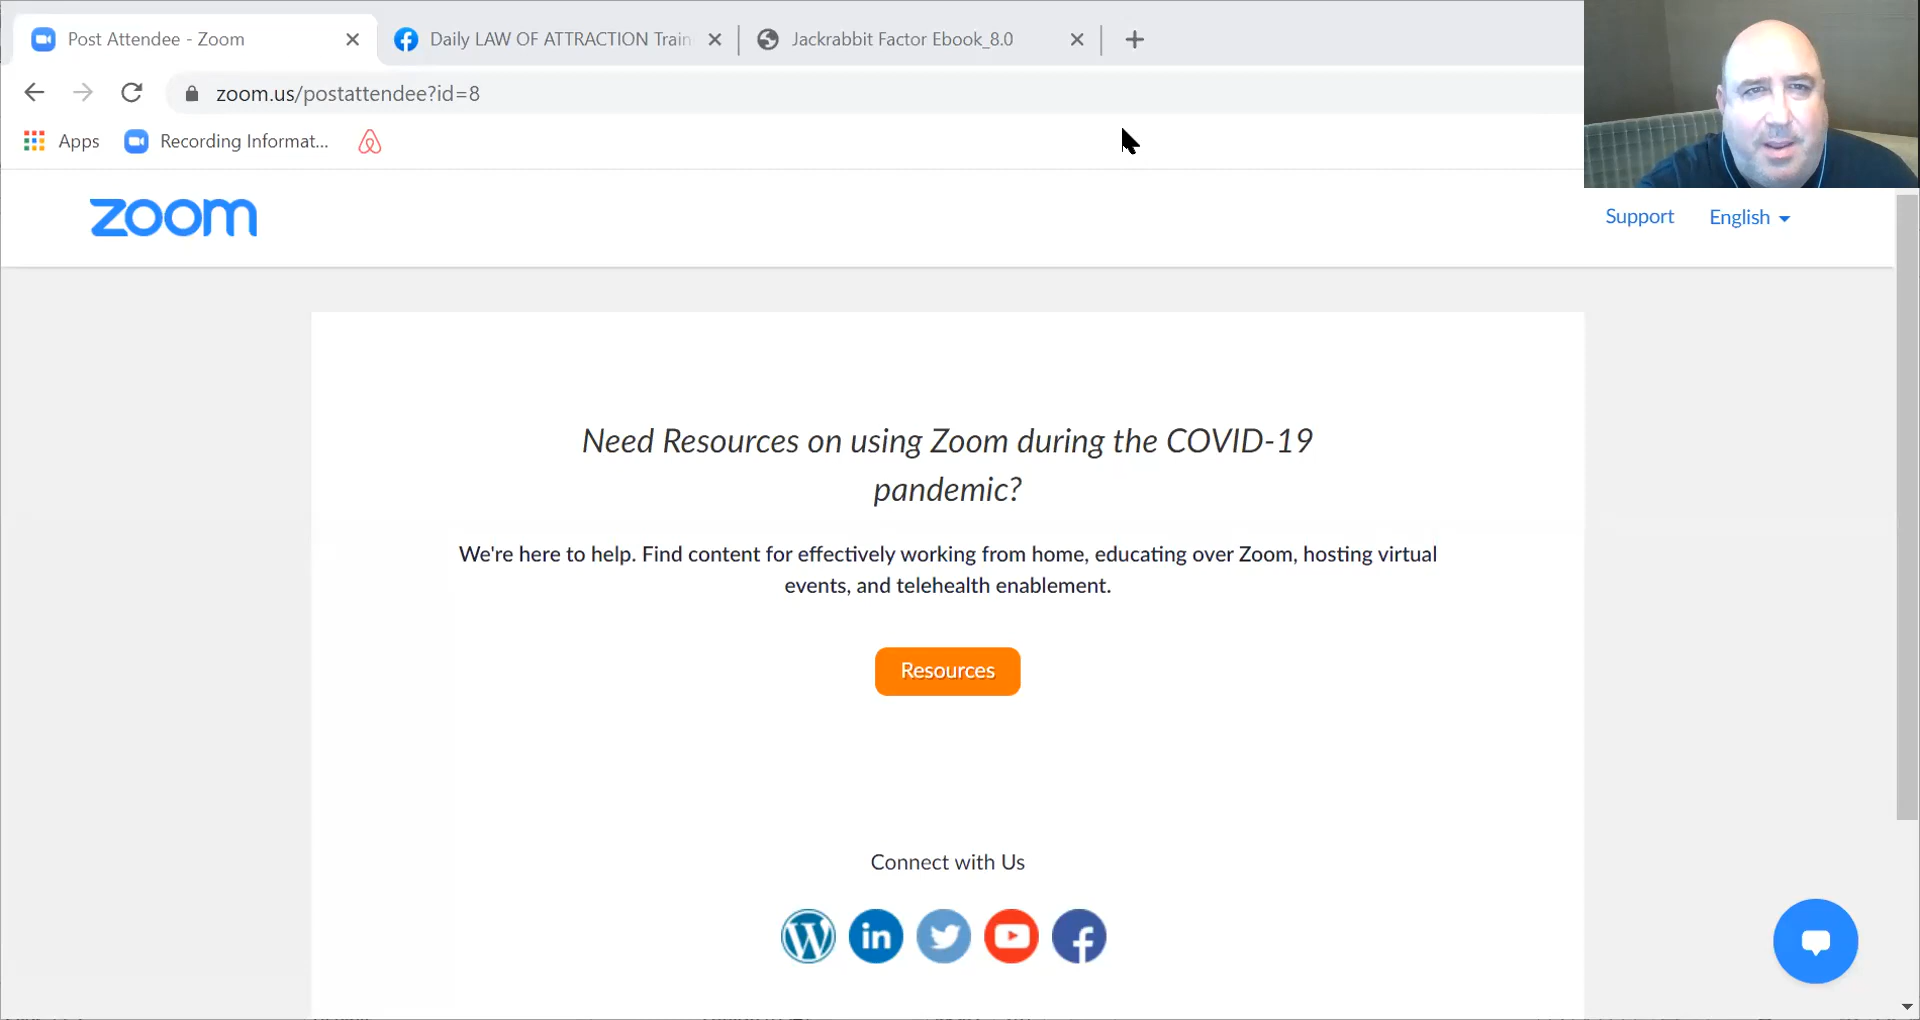 Post Attendee - Zoom
Daily LAW OF ATTRACTION Train
Jackrabbit Factor Ebook_8.0
zoom.us/postattendee?id=8
Apps
Recording Informat...
zoom
Support
English
Need Resources on using Zoom during the COVID-19
pandemic?
We're here to help. Find content for effectively working from home, educating over Zoom, hosting virtual
events, and telehealth enablement.
Resources
Connect with Us